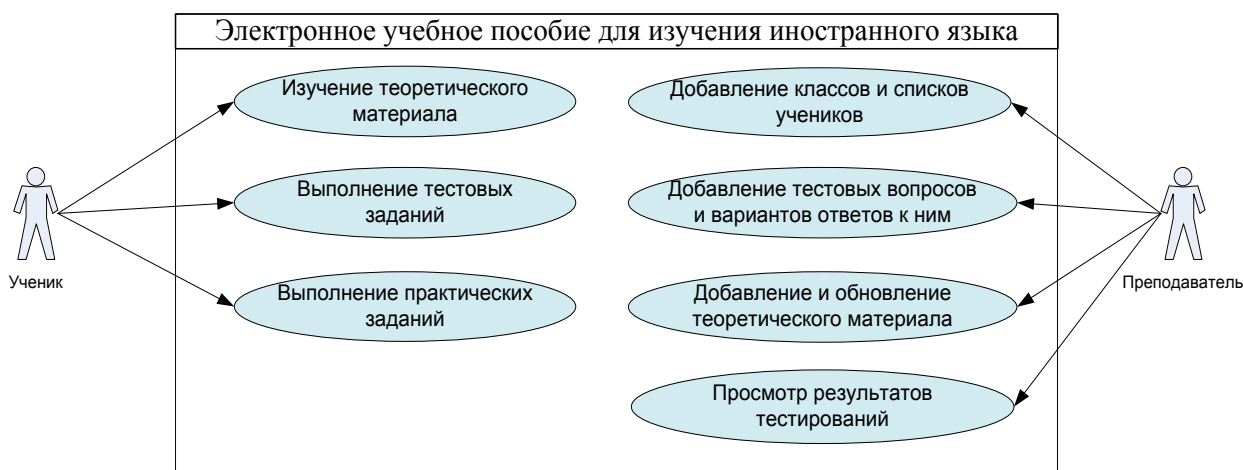 Электронное учебное пособие для изучения иностранного языка
Изучение теоретического
материала
Добавление классов и списков
учеников
Выполнение тестовых
заданий
Добавление тестовых вопросов
и вариантов ответов к ним
Ученик
Выполнение практических
заданий
Добавление и обновление
теоретического материала
Преподаватель
Просмотр результатов
тестирований